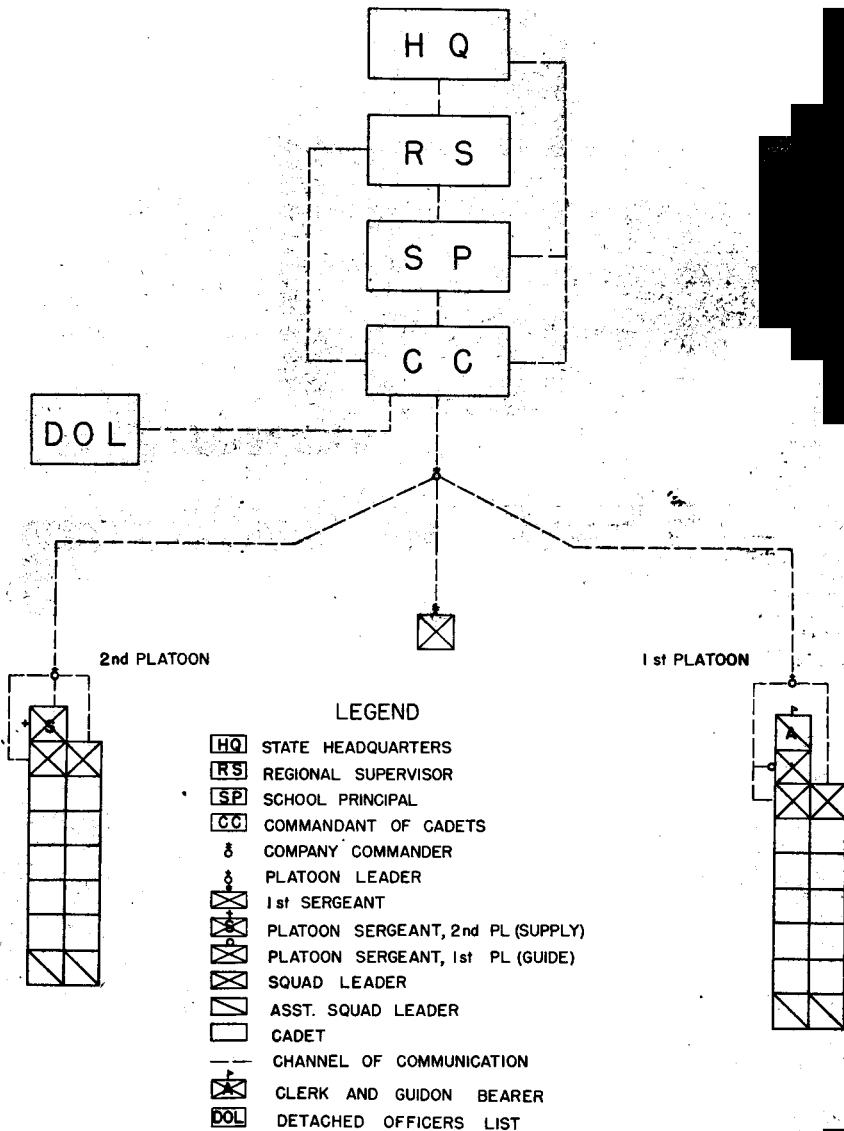 H Q
R S
S P
C C
DOL
2nd PLATOON
1st PLATOON
S
A
LEGEND
HQ STATE HEADQUARTERS
RS REGIONAL SUPERVISOR
SP SCHOOL PRINCIPAL
CC COMMANDANT OF CADETS
COMPANY COMMANDER
PLATOON LEADER
1st SERGEANT
S PLATOON SERGEANT, 2nd PL (SUPPLY)
PLATOON SERGEANT, 1st PL (GUIDE)
SQUAD LEADER
ASST. SQUAD LEADER
CADET
CHANNEL OF COMMUNICATION
A CLERK AND GUIDON BEARER
DOL DETACHED OFFICERS LIST